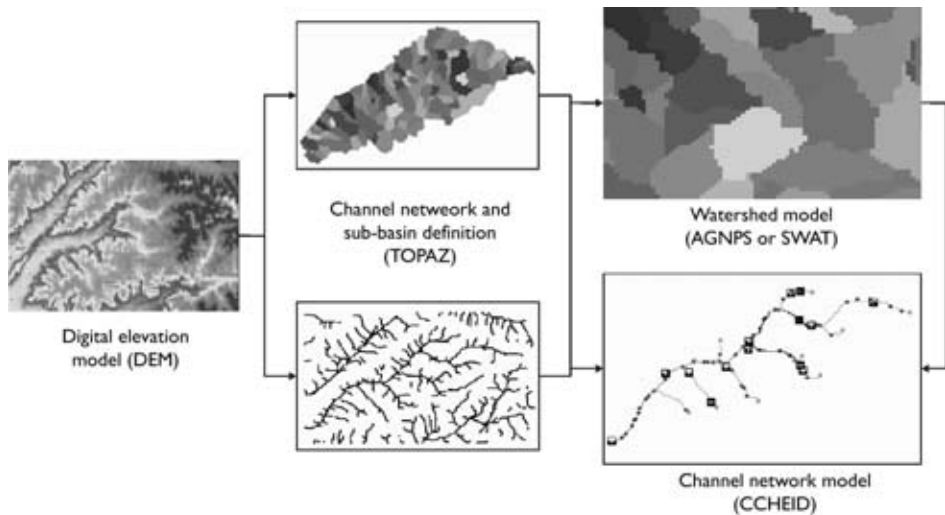 Digital elevation
model (DEM)
Channel netweork and
sub-basin definition
(TOPAZ)
Watershed model
(AGNPS or SWAT)
Channel network model
(CCHEID)